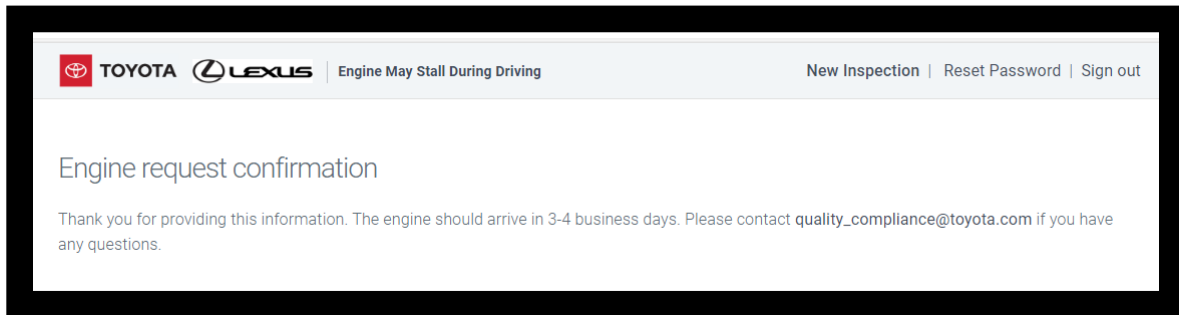 TOYOTA LEXUS Engine May Stall During Driving New Inspection | Reset Password | Sign out
Engine request confirmation
Thank you for providing this information. The engine should arrive in 3-4 business days. Please contact quality_compliance@toyota.com if you have
any questions.